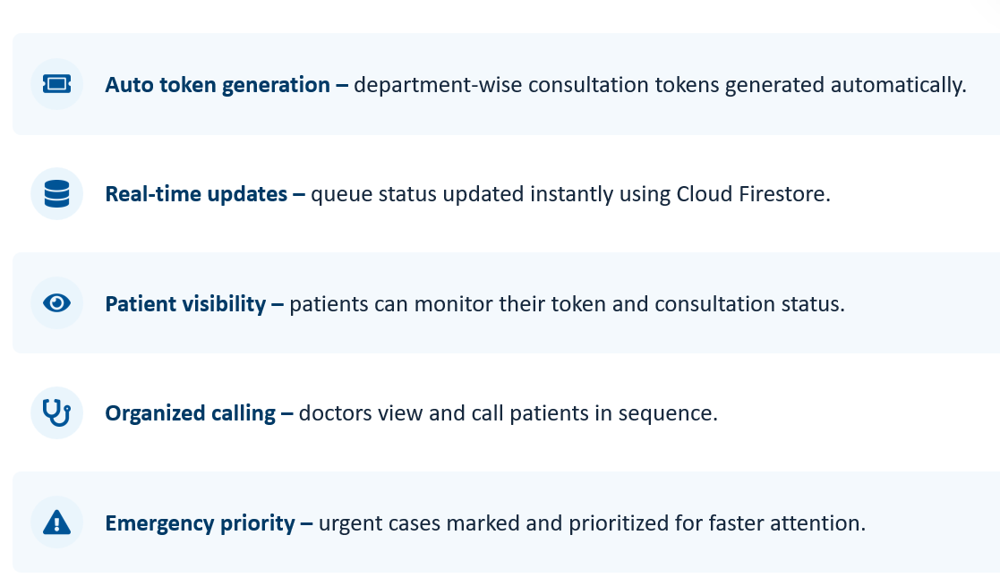 Auto token generation – department-wise consultation tokens generated automatically.
Real-time updates – queue status updated instantly using Cloud Firestore.
Patient visibility – patients can monitor their token and consultation status.
Organized calling – doctors view and call patients in sequence.
Emergency priority – urgent cases marked and prioritized for faster attention.